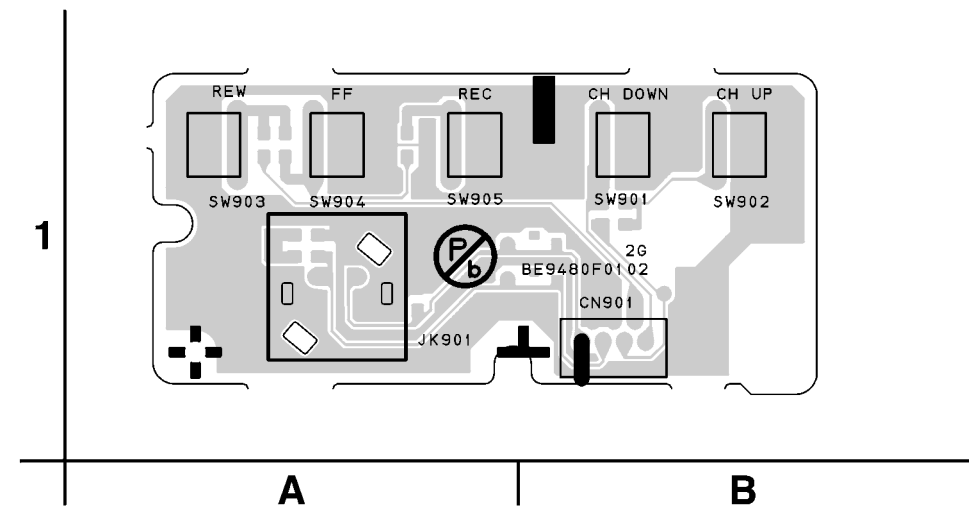 REW FF REC CH DOWN CH UP
SW903 SW904 SW905 SW901 SW902
1
P
b
2G
BE9480F0102
CN901
JK901
A B